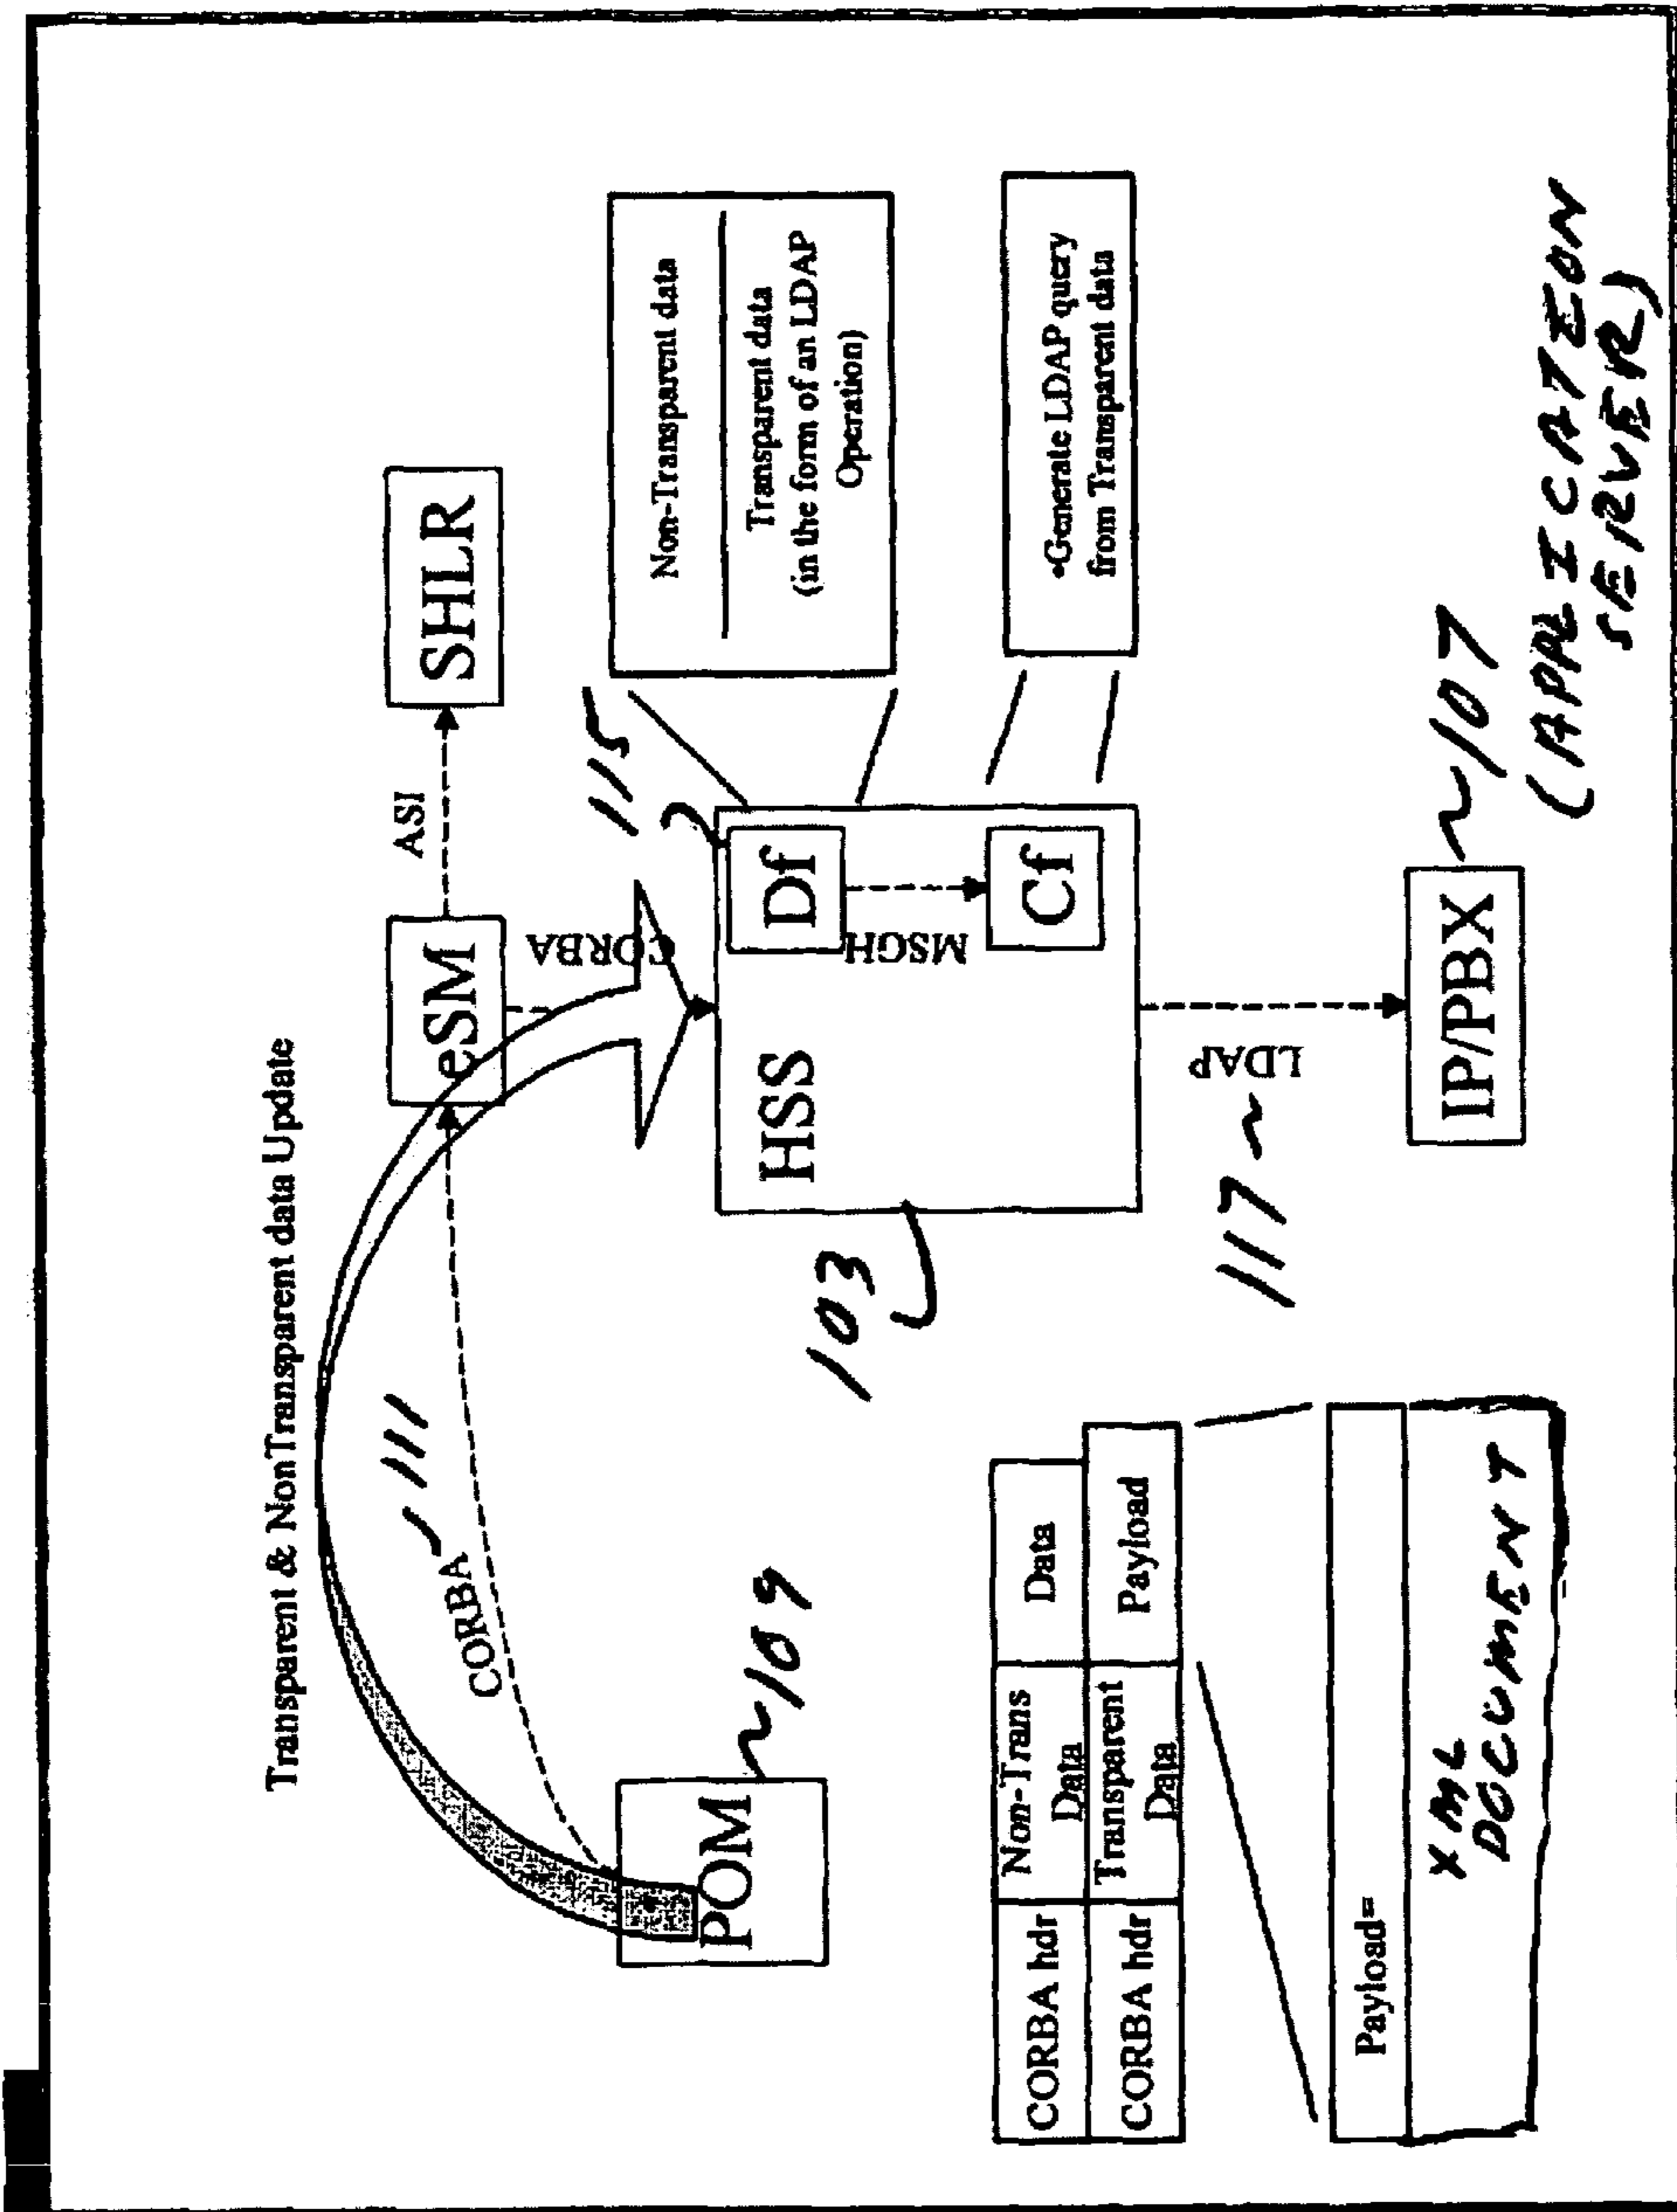 Transparent & NonTransparent data Update
CORBA
111
POM
109
eSM
ASI
SHLR
CORBA
115
HSS
103
Df
MSGH
Cf
Non-Transparent data
Transparent data
(in the form of an LDAP
Operation)
•Generate LDAP query
from Transparent data
117
LDAP
IP/PBX
107
(APPLICATION
SERVER)
CORBA hdr
Non-Trans
Data
Data
CORBA hdr
Transparent
Data
Payload
Payload=
XML
DOCUMENT